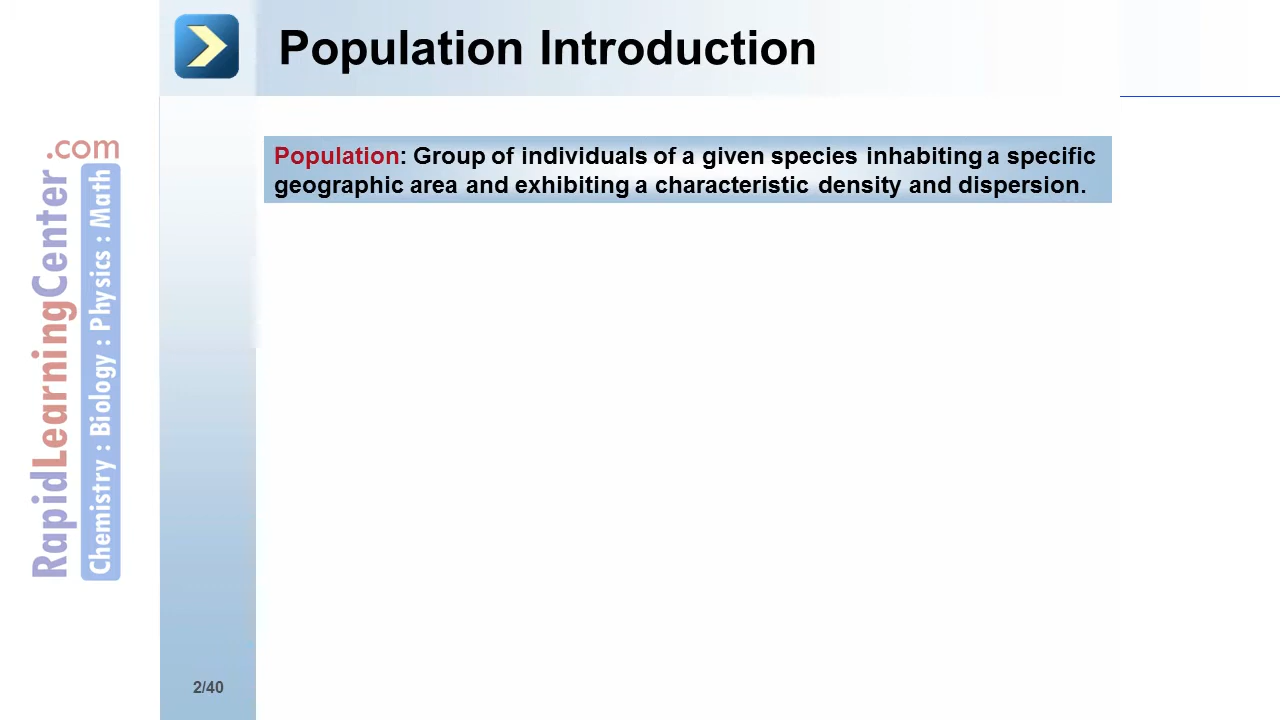 Population Introduction
Population: Group of individuals of a given species inhabiting a specific
geographic area and exhibiting a characteristic density and dispersion.
RapidLearningCenter.com
Chemistry : Biology : Physics : Math
2/40